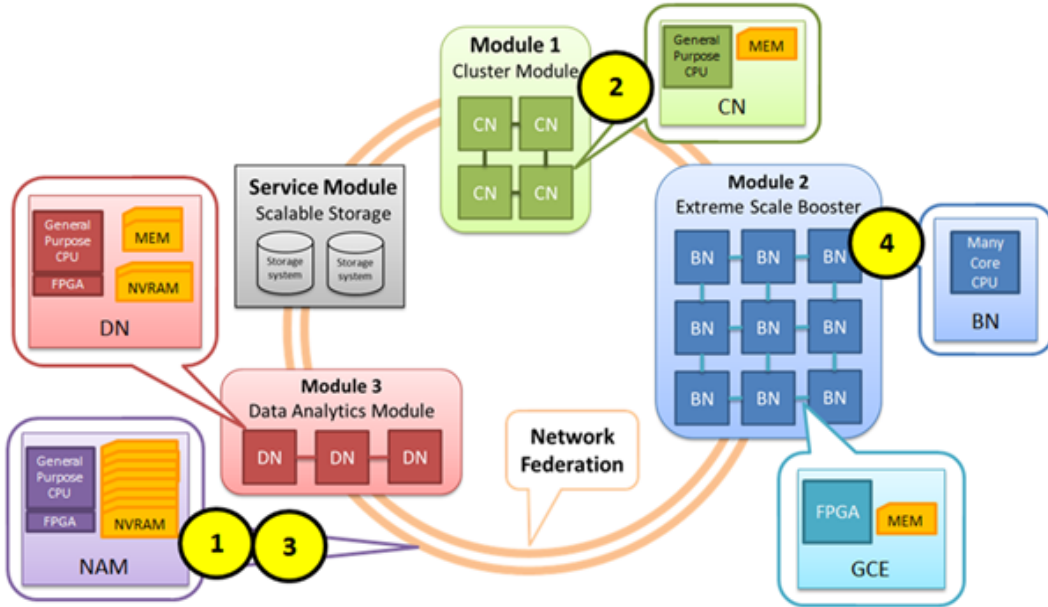 Module 1
Cluster Module
CN
CN
CN
CN
2
General
Purpose
CPU
MEM
CN
Service Module
Scalable Storage
Storage
system
Storage
system
Module 2
Extreme Scale Booster
BN
BN
BN
BN
BN
BN
BN
BN
BN
4
Many
Core
CPU
BN
General
Purpose
CPU
FPGA
MEM
NVRAM
DN
Module 3
Data Analytics Module
DN
DN
DN
Network
Federation
General
Purpose
CPU
FPGA
NVRAM
NAM
1
3
FPGA
MEM
GCE